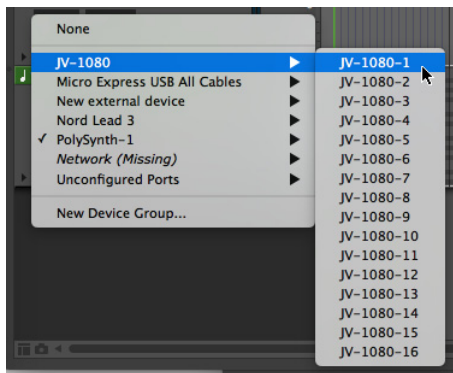 None
JV-1080
Micro Express USB All Cables
New external device
Nord Lead 3
✓ PolySynth-1
Network (Missing)
Unconfigured Ports
New Device Group...
JV-1080-1
JV-1080-2
JV-1080-3
JV-1080-4
JV-1080-5
JV-1080-6
JV-1080-7
JV-1080-8
JV-1080-9
JV-1080-10
JV-1080-11
JV-1080-12
JV-1080-13
JV-1080-14
JV-1080-15
JV-1080-16